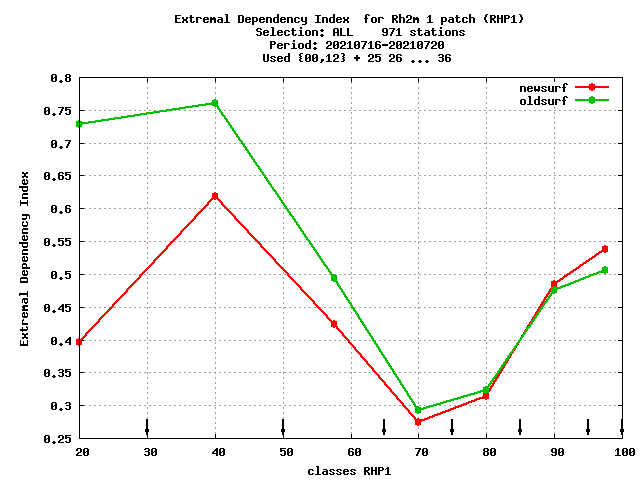 Extremal Dependency Index  for Rh2m 1 patch (RHP1)
Selection: ALL    971 stations
Period: 20210716-20210720
Used {00,12} + 25 26 ... 36
newsurf
oldsurf
0.8
0.75
0.7
0.65
0.6
0.55
0.5
0.45
0.4
0.35
0.3
0.25
Extremal Dependency Index
20 30 40 50 60 70 80 90 100
classes RHP1